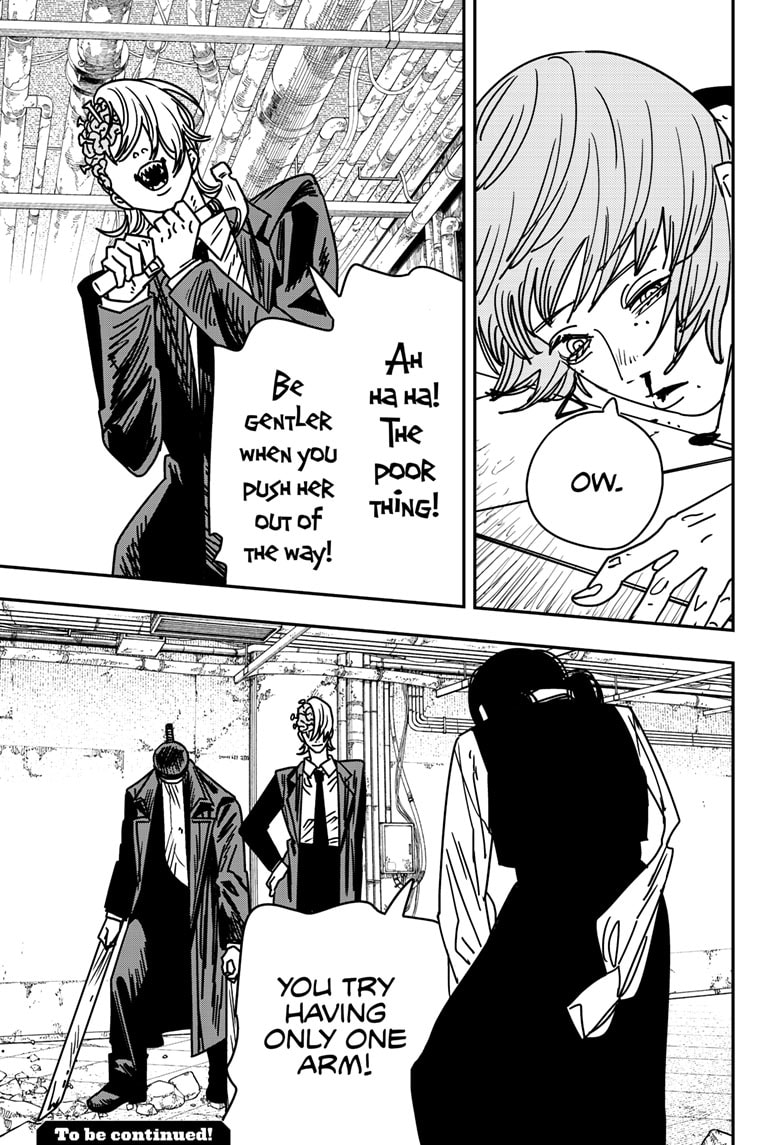 OW.
AH
HA HA!
THE
POOR
THING!
BE
GENTLER
WHEN YOU
PUSH HER
OUT OF
THE WAY!
YOU TRY
HAVING
ONLY ONE
ARM!
To be continued!